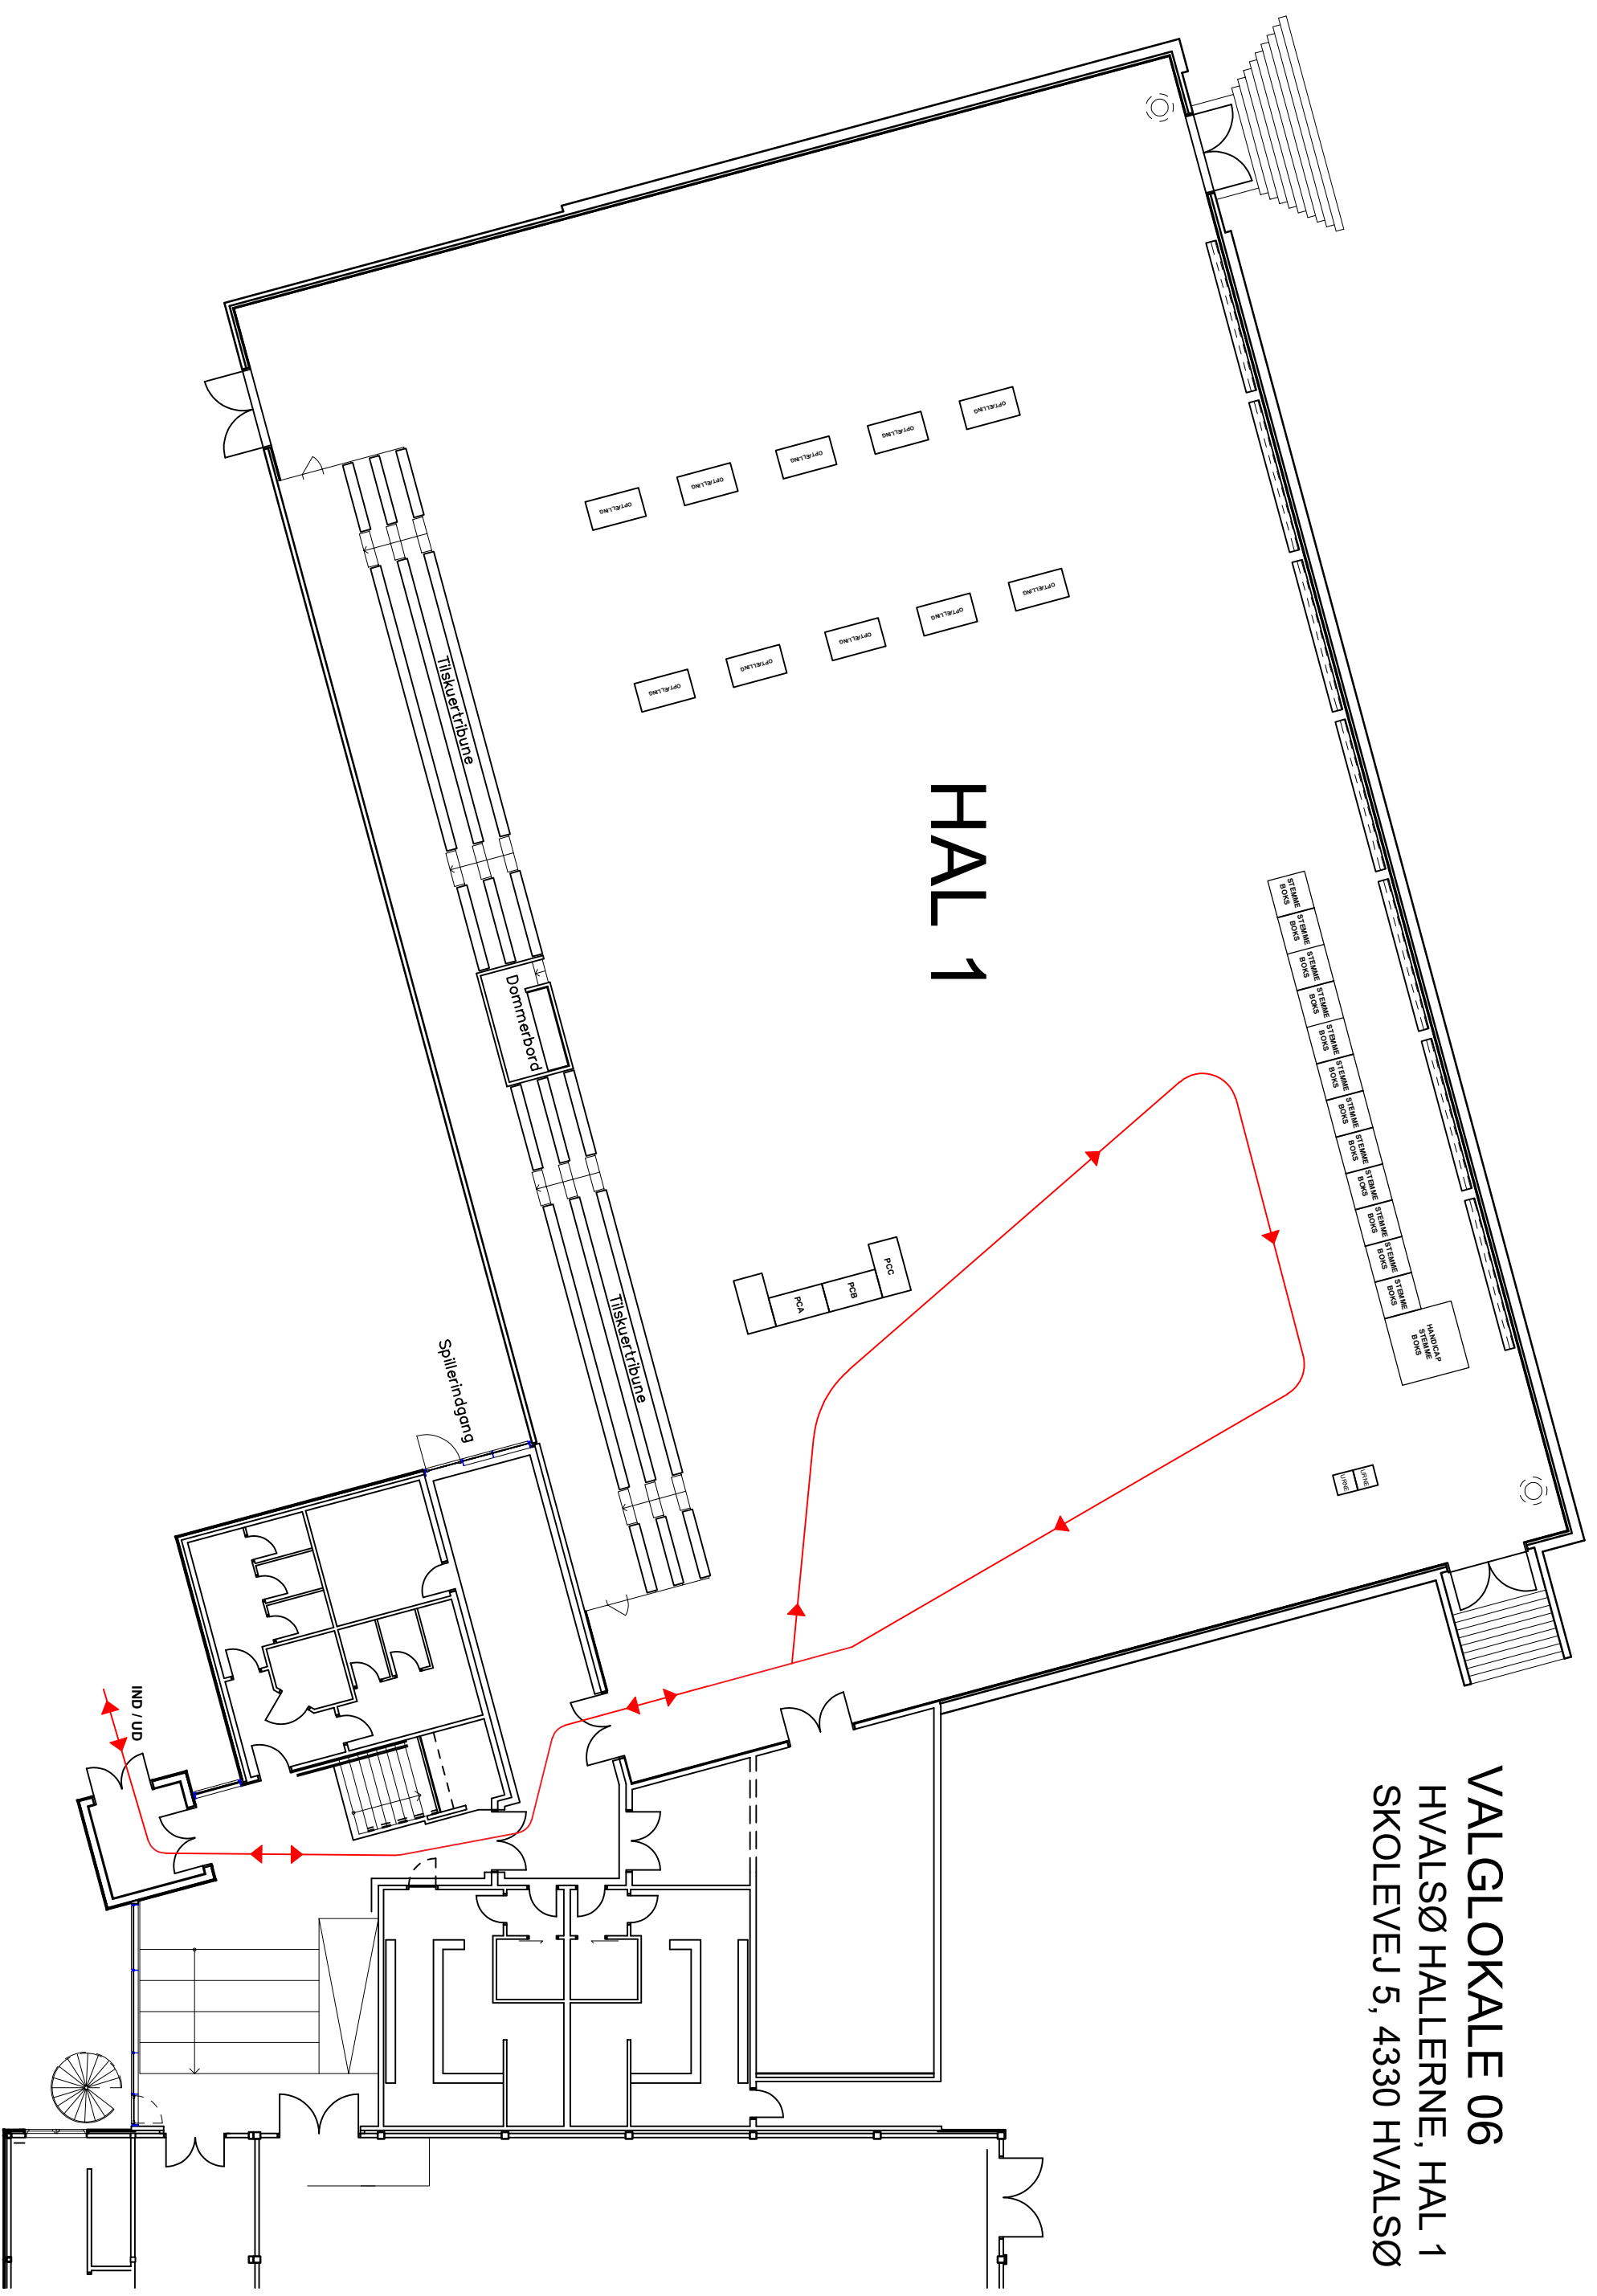 VALGLOKALE 06
HVALSØ HALLERNE, HAL 1
SKOLEVEJ 5, 4330 HVALSØ
HAL 1
OPTÆLLING
OPTÆLLING
OPTÆLLING
OPTÆLLING
OPTÆLLING
OPTÆLLING
OPTÆLLING
OPTÆLLING
OPTÆLLING
OPTÆLLING
STEMME
BOKS
STEMME
BOKS
STEMME
BOKS
STEMME
BOKS
STEMME
BOKS
STEMME
BOKS
STEMME
BOKS
STEMME
BOKS
STEMME
BOKS
STEMME
BOKS
STEMME
BOKS
STEMME
BOKS
HANDICAP
STEMME
BOKS
URNE
URNE
PCC
PCB
PCA
Tilskuertribune
Dommerbord
Tilskuertribune
Spillerindgang
IND / UD